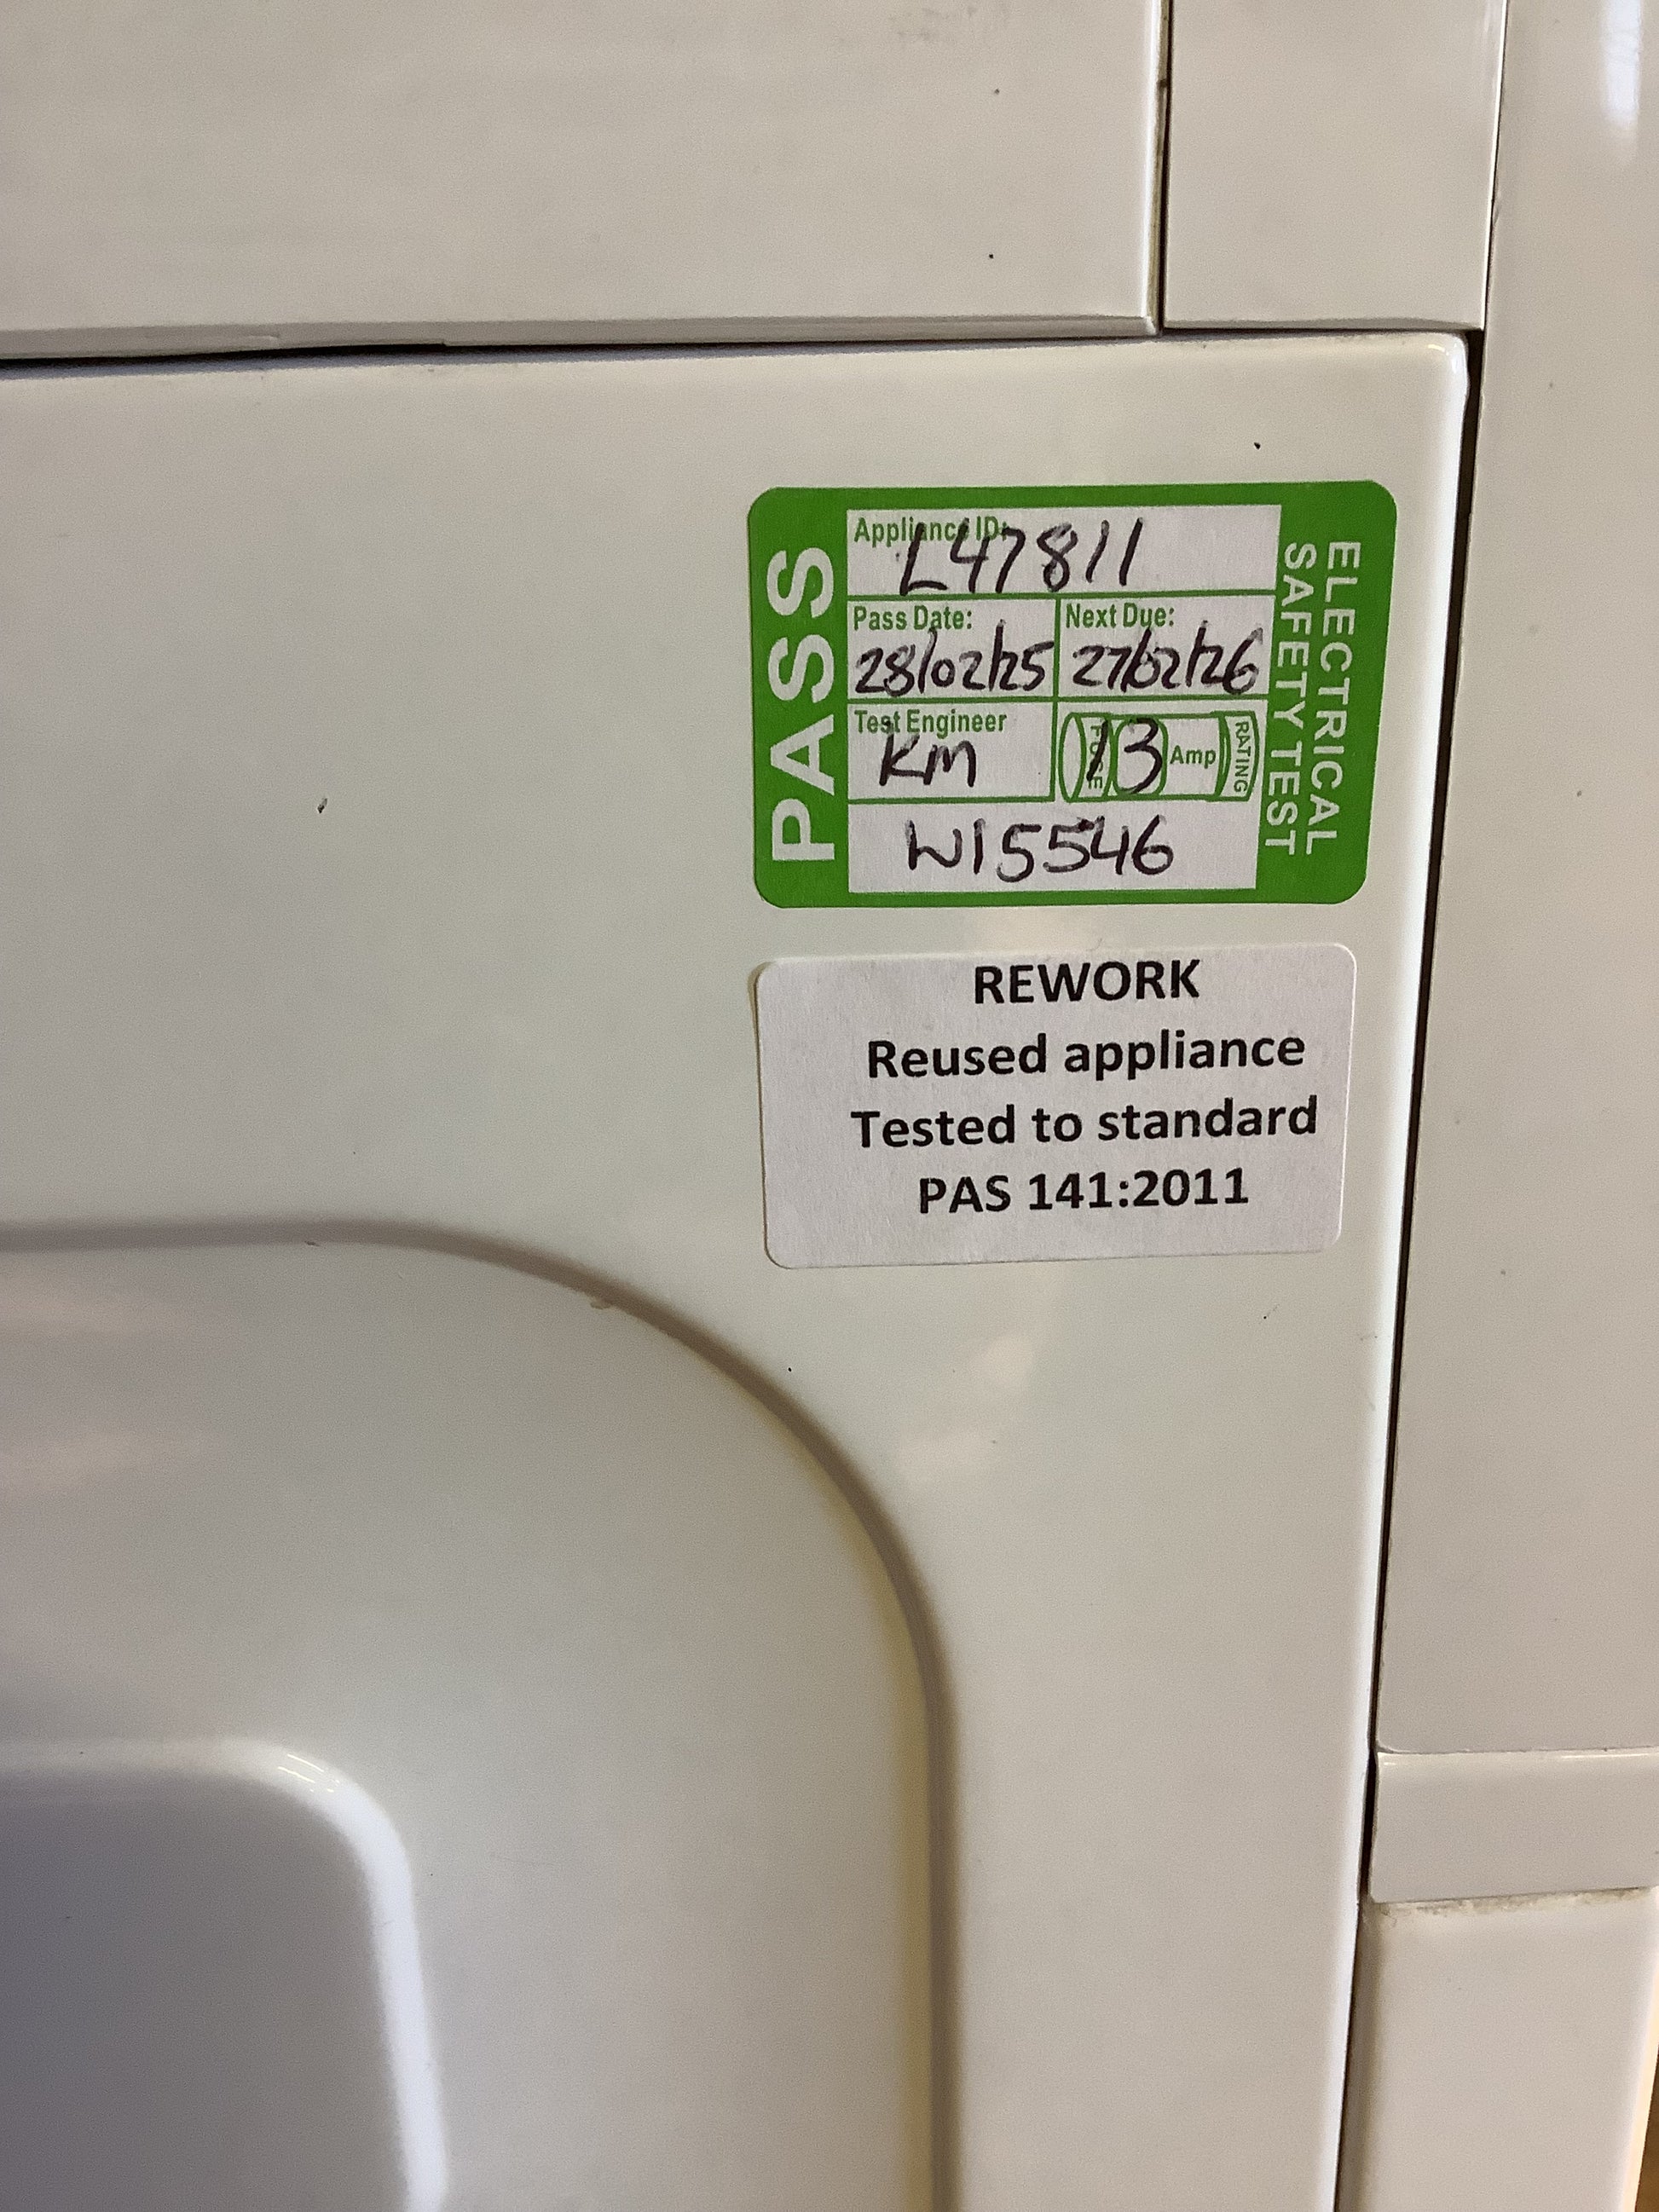 PASS
Appliance ID:
L47811
Pass Date: Next Due:
28/02/25 27/02/26
Test Engineer
KM
FUSE 13 Amp RATING
W15546
ELECTRICAL
SAFETY TEST
REWORK
Reused appliance
Tested to standard
PAS 141:2011